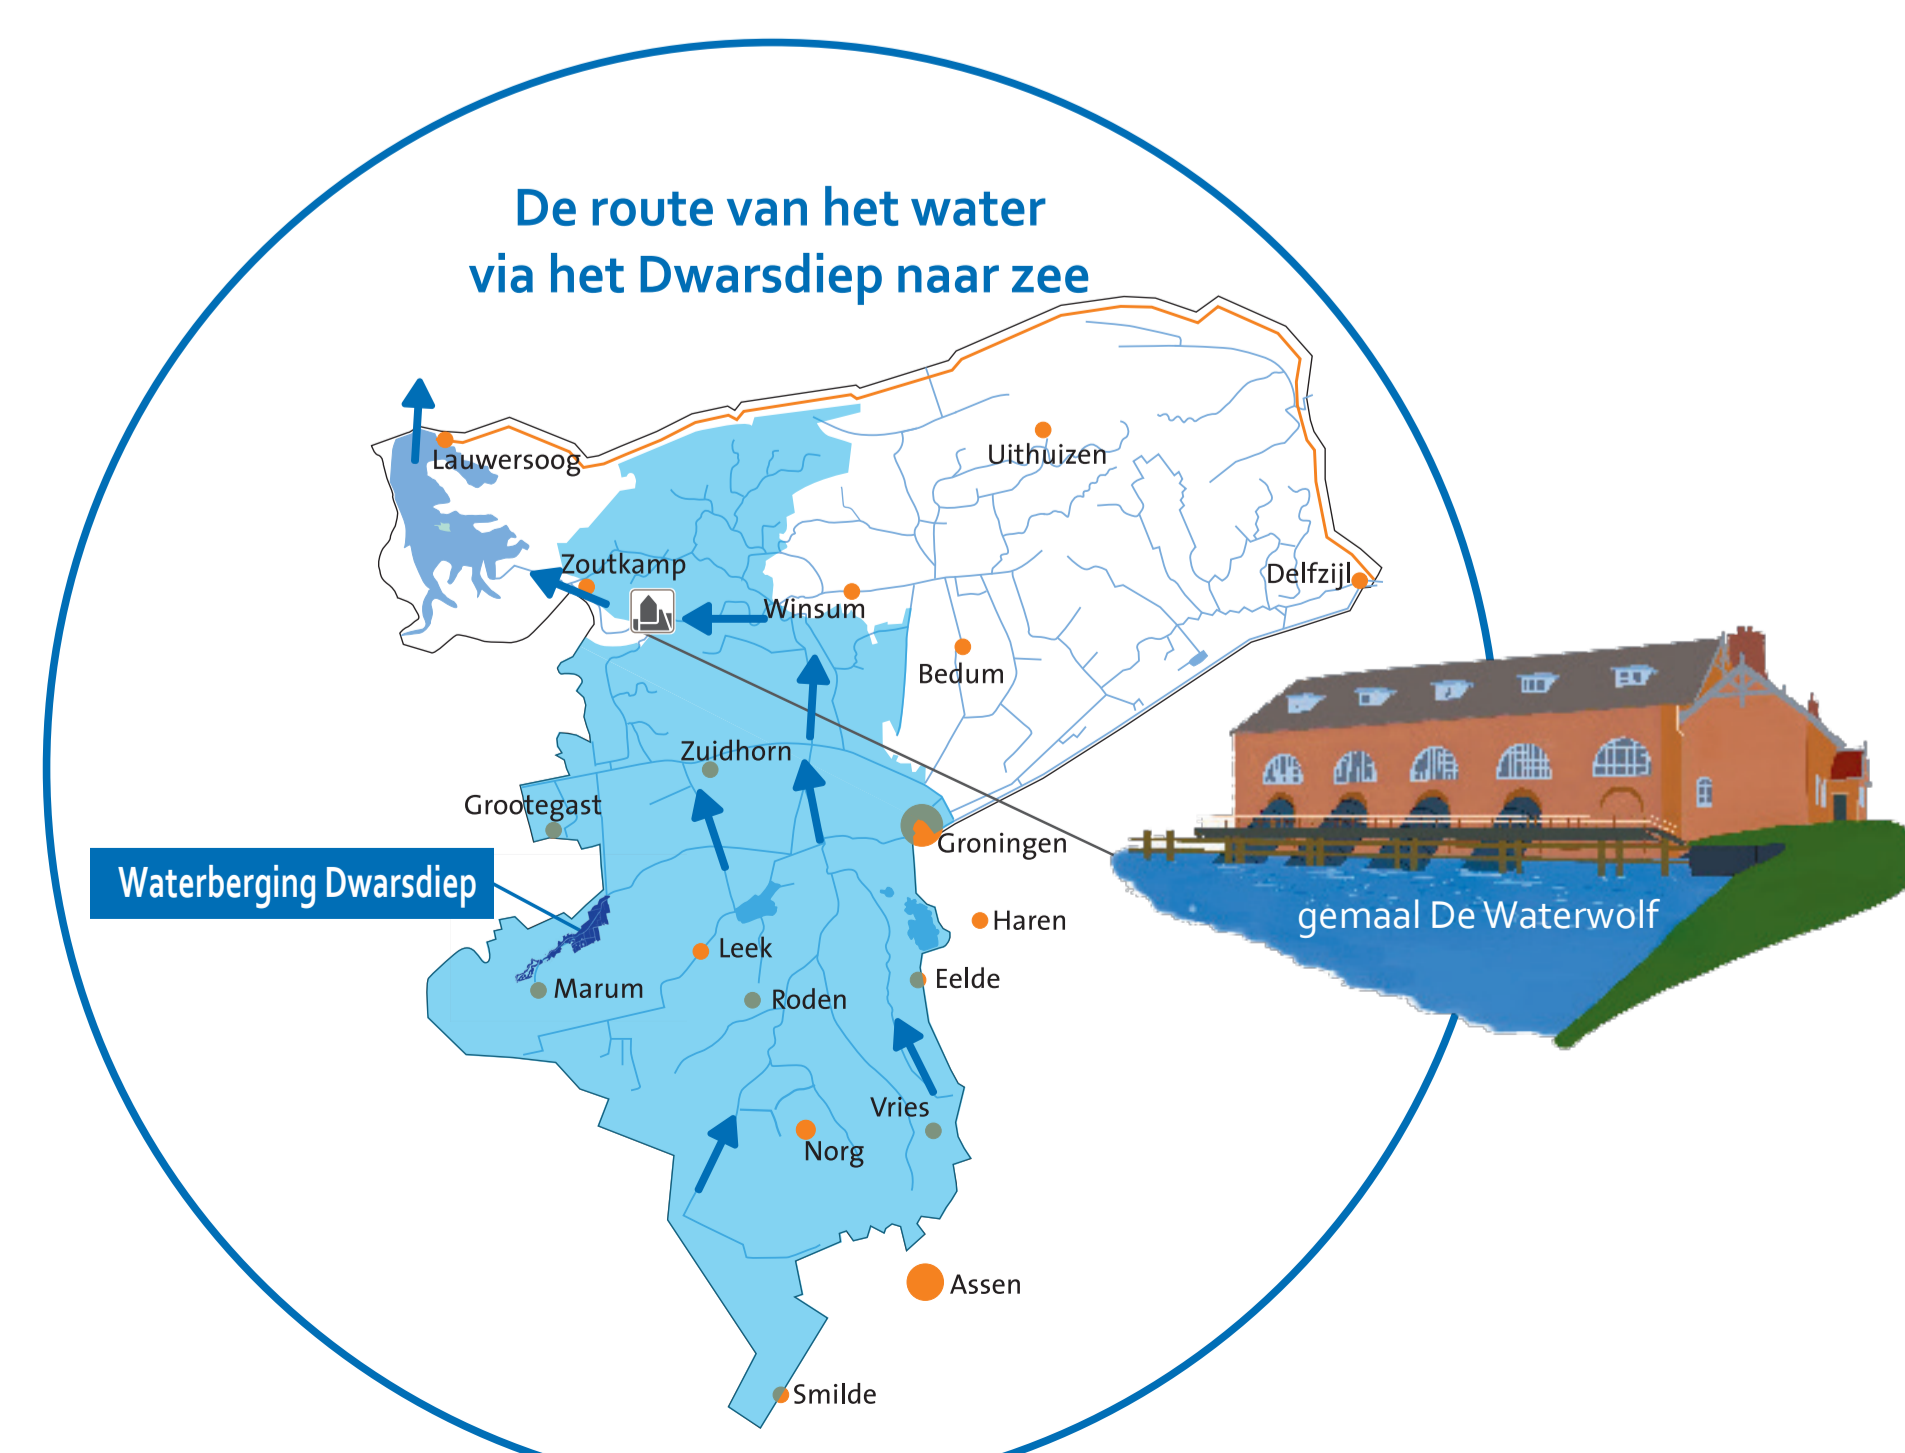 De route van het water
via het Dwarsdiep naar zee
Lauwersoog
Uithuizen
Zoutkamp
Delfzijl
Winsum
Bedum
Zuidhorn
Grootegast
Groningen
Waterberging Dwarsdiep
gemaal De Waterwolf
Haren
Leek
Eelde
Marum
Roden
Vries
Norg
Assen
Smilde